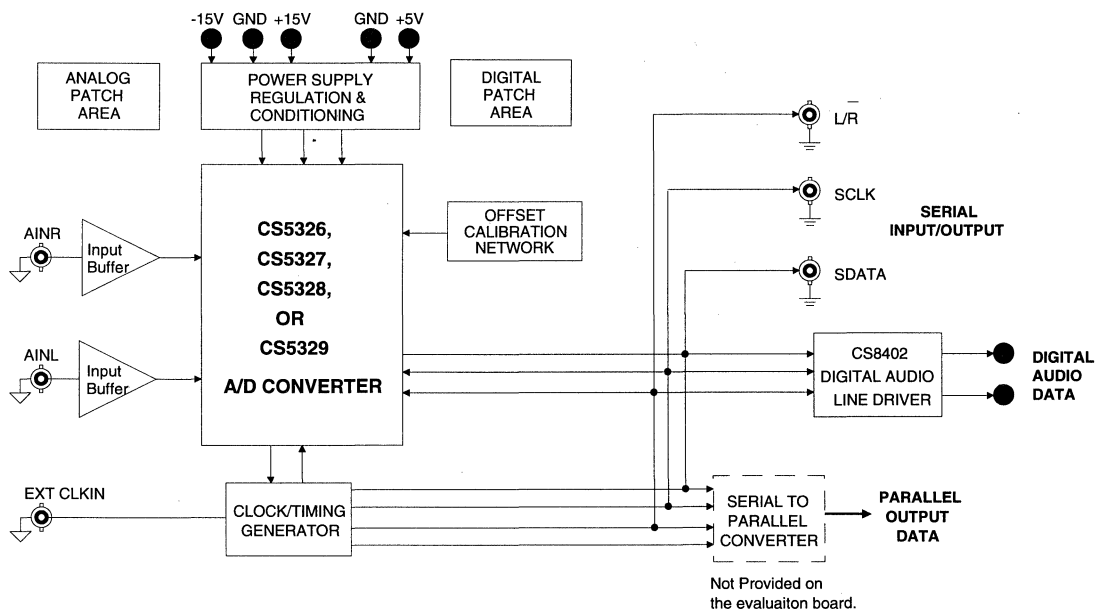 -15V GND +15V GND +5V
ANALOG
PATCH
AREA
POWER SUPPLY
REGULATION &
CONDITIONING
DIGITAL
PATCH
AREA
L/R̅
SCLK
SERIAL
INPUT/OUTPUT
SDATA
OFFSET
CALIBRATION
NETWORK
AINR
Input
Buffer
CS5326,
CS5327,
CS5328,
OR
CS5329
A/D CONVERTER
AINL
Input
Buffer
CS8402
DIGITAL AUDIO
LINE DRIVER
DIGITAL
AUDIO
DATA
EXT CLKIN
CLOCK/TIMING
GENERATOR
SERIAL TO
PARALLEL
CONVERTER
PARALLEL
OUTPUT
DATA
Not Provided on
the evaluaiton board.